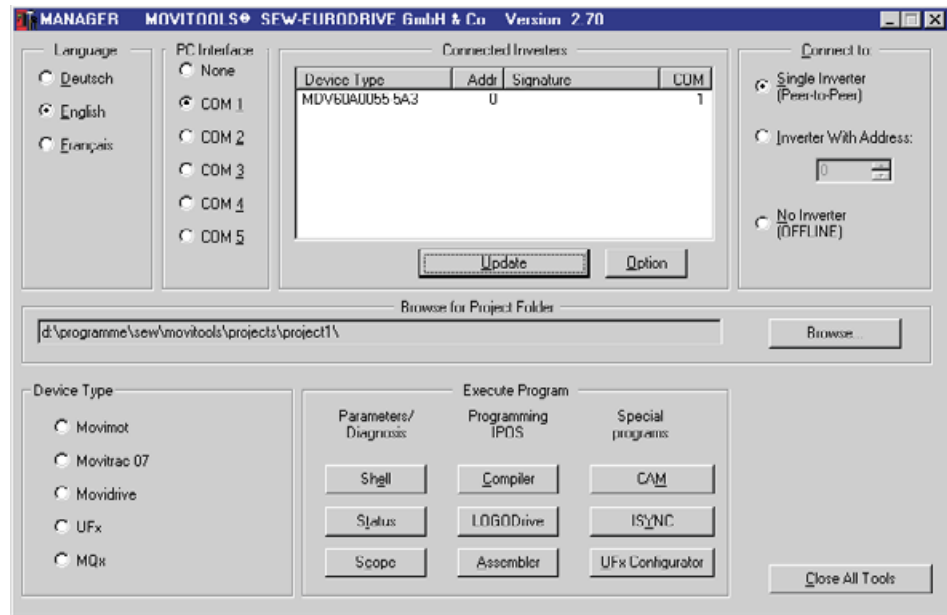 MANAGER MOVITOOLS® SEW-EURODRIVE GmbH & Co Version 2.70
Language
Deutsch
English
Français
PC Interface
None
COM 1
COM 2
COM 3
COM 4
COM 5
Connected Inverters
Device Type Addr Signature COM
MDV60A0055 5A3 0 1
Update Option
Connect to:
Single Inverter
(Peer-to-Peer)
Inverter With Address:
0
No Inverter
(OFFLINE)
Browse for Project Folder
d:\programme\sew\movitools\projects\project1\
Browse...
Device Type
Movimot
Movitrac 07
Movidrive
UFx
MQx
Execute Program
Parameters/
Diagnosis
Shell
Status
Scope
Programming
IPOS
Compiler
LOGODrive
Assembler
Special
programs
CAM
ISYNC
UFx Configurator
Close All Tools